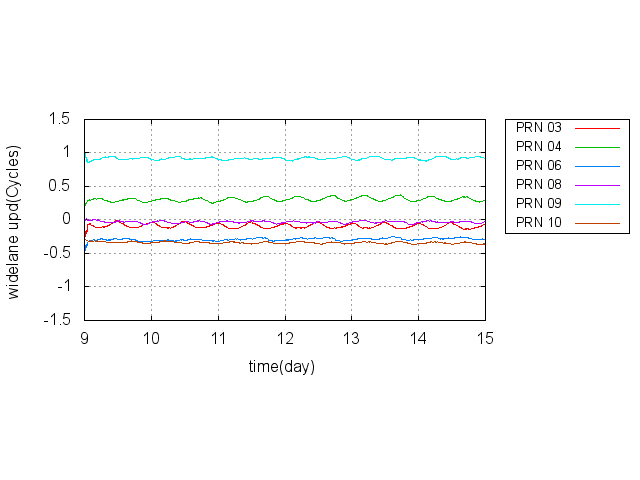 1.5
1
0.5
0
-0.5
-1
-1.5
widelane upd(Cycles)
9 10 11 12 13 14 15
time(day)
PRN 03
PRN 04
PRN 06
PRN 08
PRN 09
PRN 10